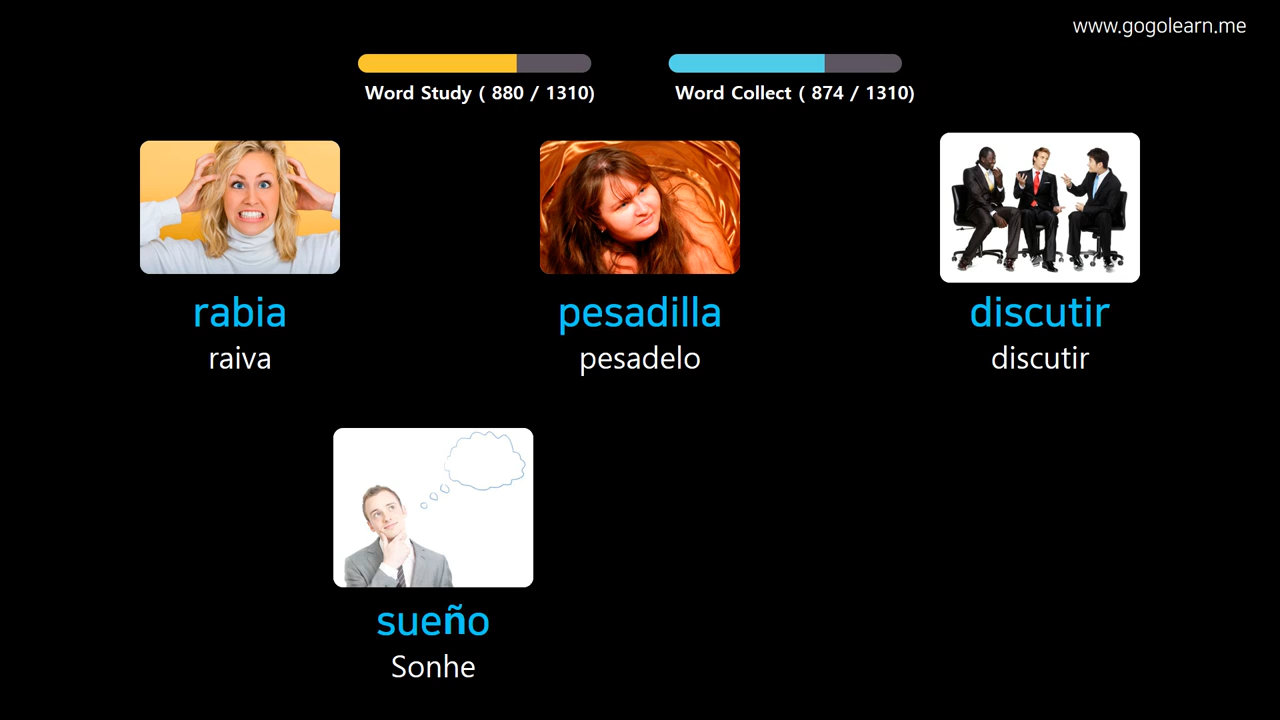 www.gogolearn.me
Word Study ( 880 / 1310)
Word Collect ( 874 / 1310)
rabia
raiva
pesadilla
pesadelo
discutir
discutir
sueño
Sonhe